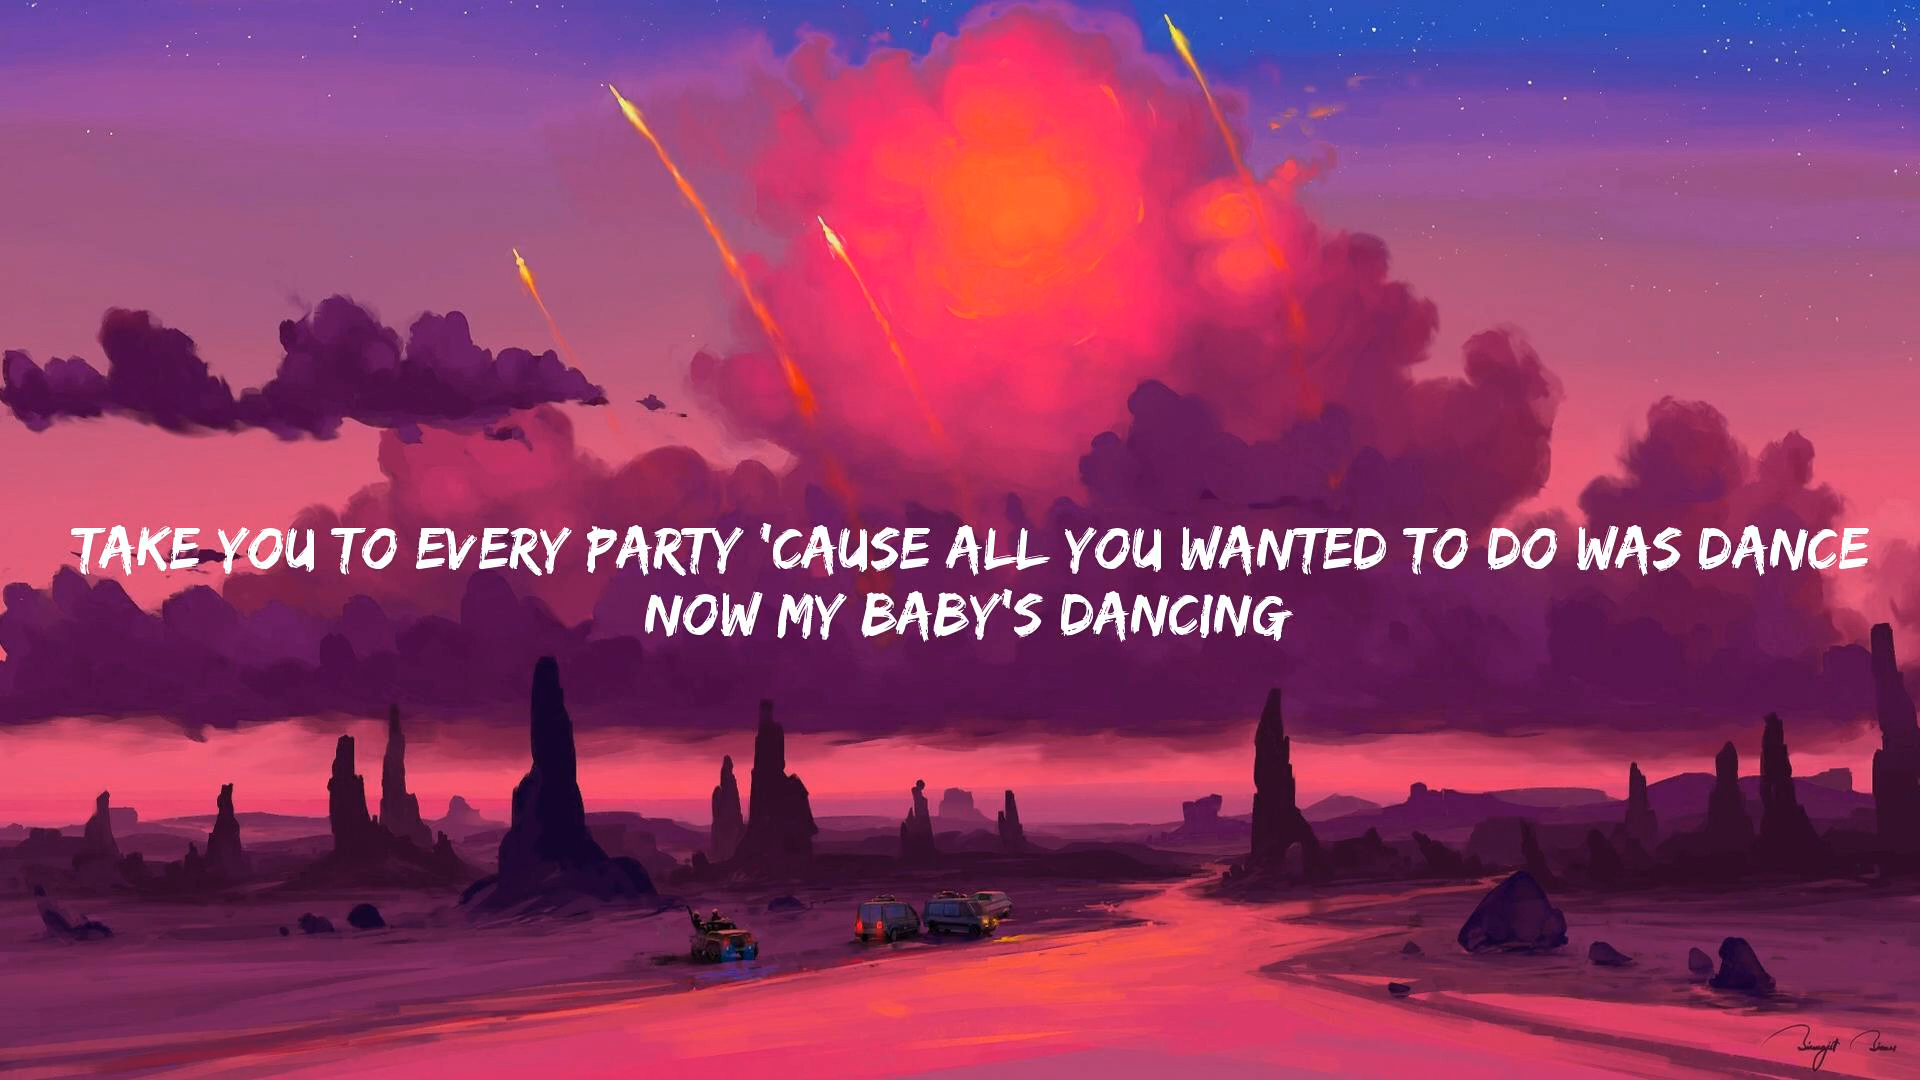 TAKE YOU TO EVERY PARTY 'CAUSE ALL YOU WANTED TO DO WAS DANCE
NOW MY BABY'S DANCING